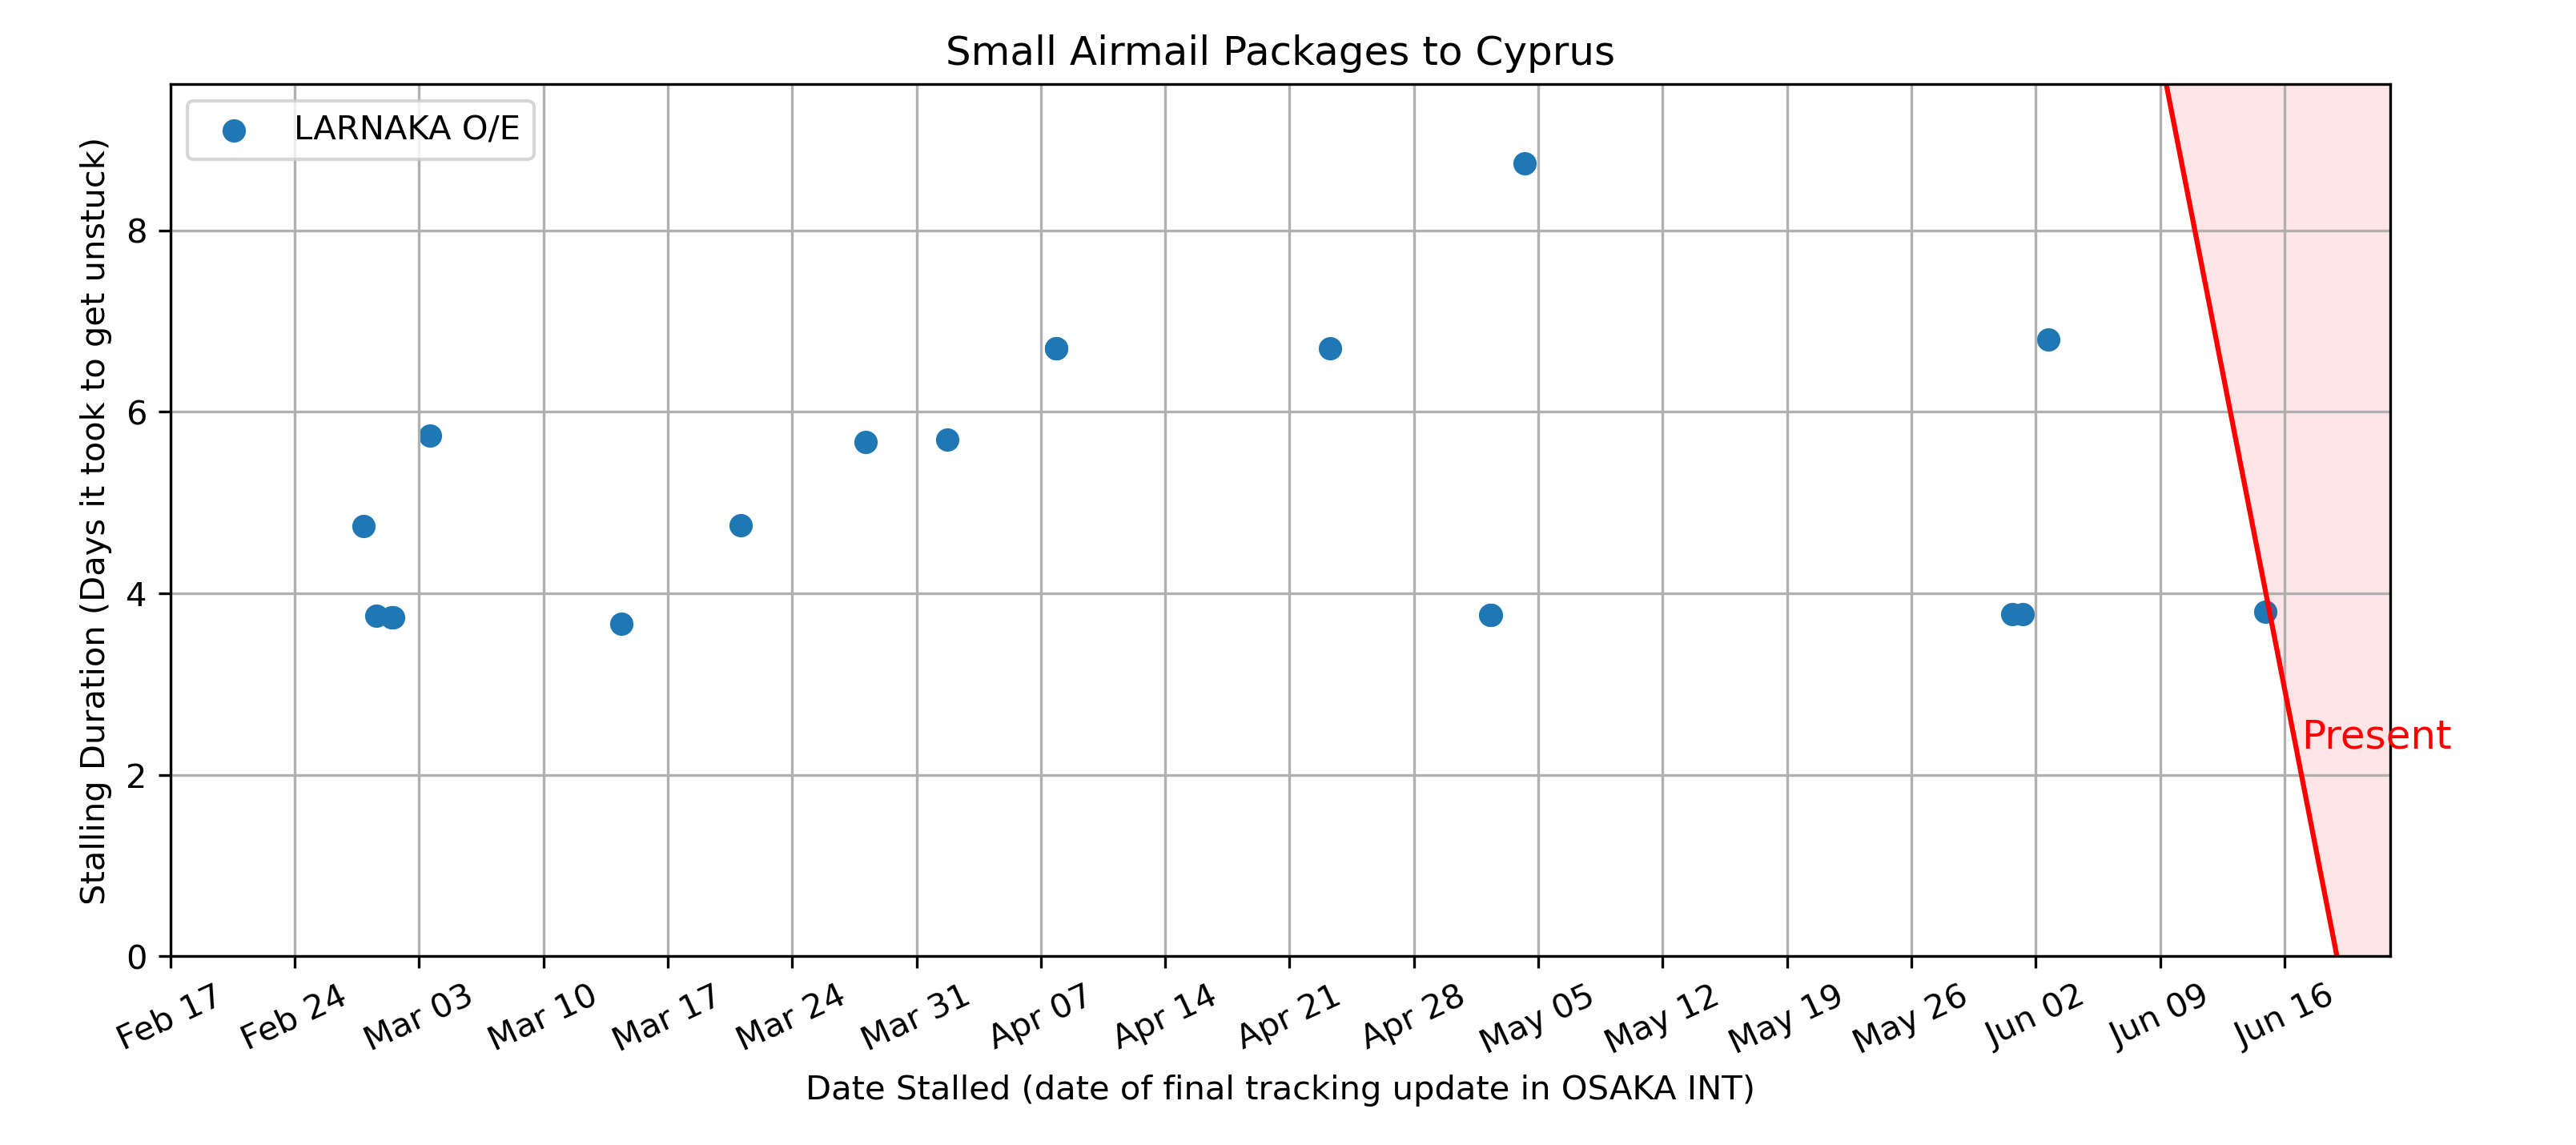 Small Airmail Packages to Cyprus
LARNAKA O/E
Stalling Duration (Days it took to get unstuck)
8
6
4
2
0
Present
Feb 17
Feb 24
Mar 03
Mar 10
Mar 17
Mar 24
Mar 31
Apr 07
Apr 14
Apr 21
Apr 28
May 05
May 12
May 19
May 26
Jun 02
Jun 09
Jun 16
Date Stalled (date of final tracking update in OSAKA INT)